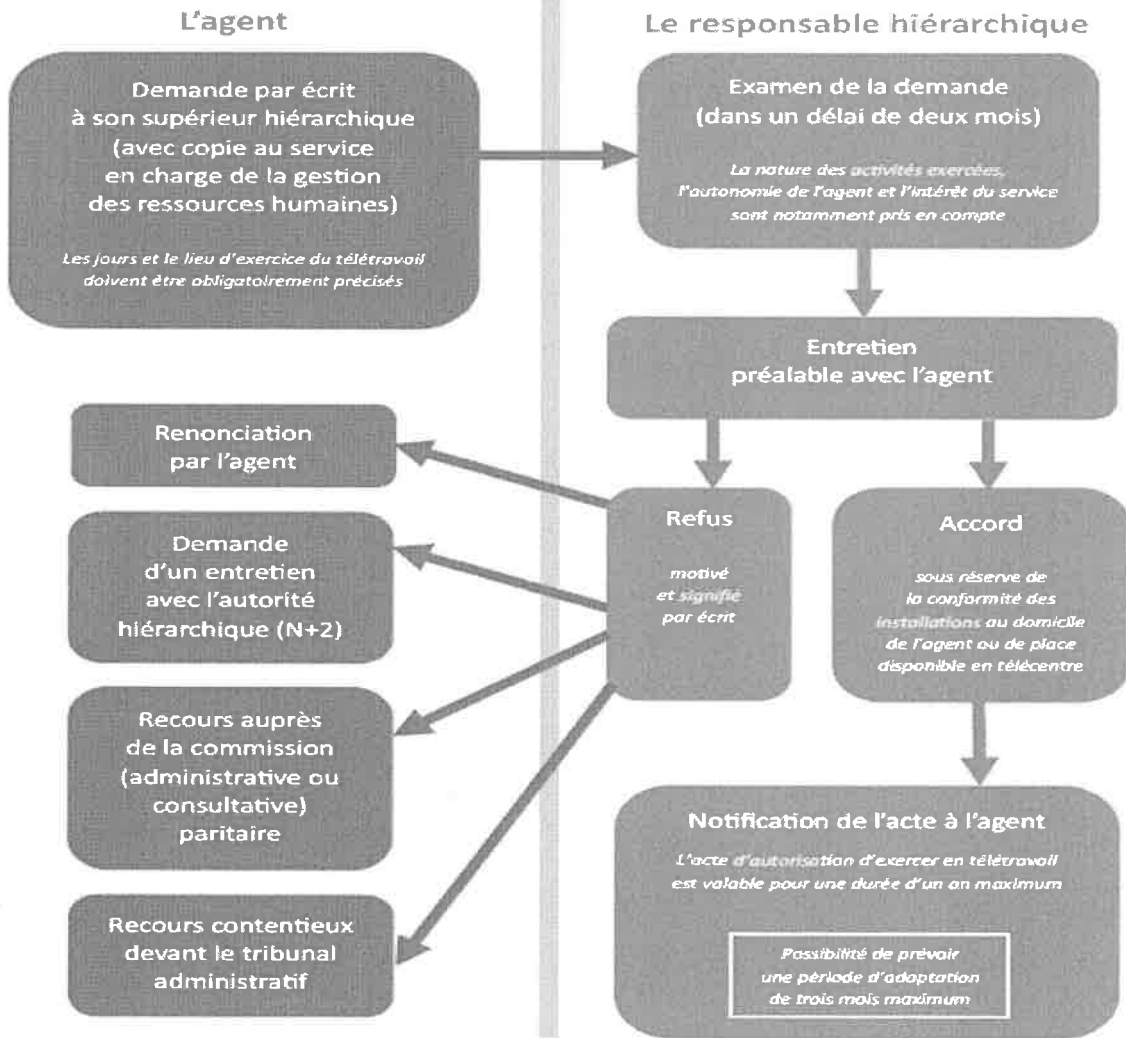 L'agent
Demande par écrit
à son supérieur hiérarchique
(avec copie au service
en charge de la gestion
des ressources humaines)
Les jours et le lieu d'exercice du télétravail
doivent être obligatoirement précisés
Le responsable hiérarchique
Examen de la demande
(dans un délai de deux mois)
La nature des activités exercées,
l'autonomie de l'agent et l'intérêt du service
sont notamment pris en compte
Entretien
préalable avec l'agent
Refus
motivé
et signifié
par écrit
Accord
sous réserve de
la conformité des
installations au domicile
de l'agent ou de place
disponible en télécentre
Renonciation
par l'agent
Demande
d'un entretien
avec l'autorité
hiérarchique (N+2)
Recours auprès
de la commission
(administrative ou
consultative)
paritaire
Recours contentieux
devant le tribunal
administratif
Notification de l'acte à l'agent
L'acte d'autorisation d'exercer en télétravail
est valable pour une durée d'un an maximum
Possibilité de prévoir
une période d'adaptation
de trois mois maximum